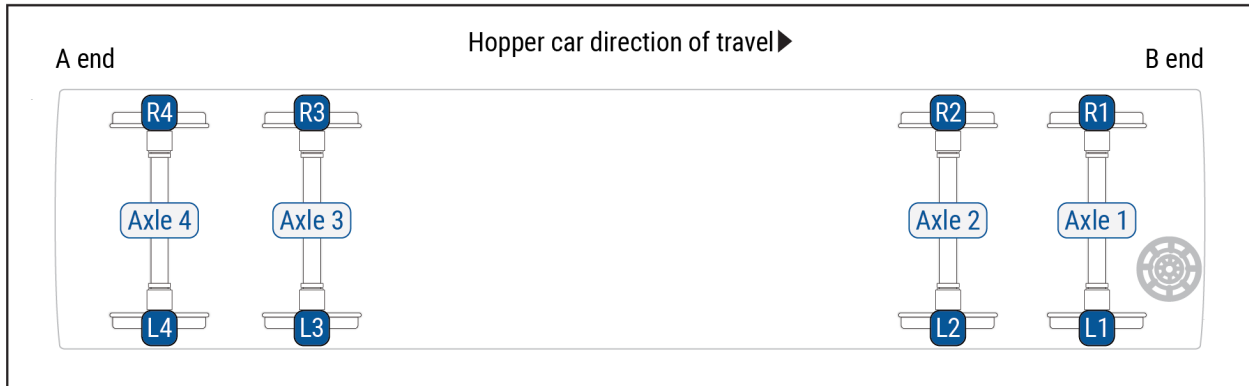 Hopper car direction of travel
A end
B end
R4
R3
R2
R1
Axle 4
Axle 3
Axle 2
Axle 1
L4
L3
L2
L1